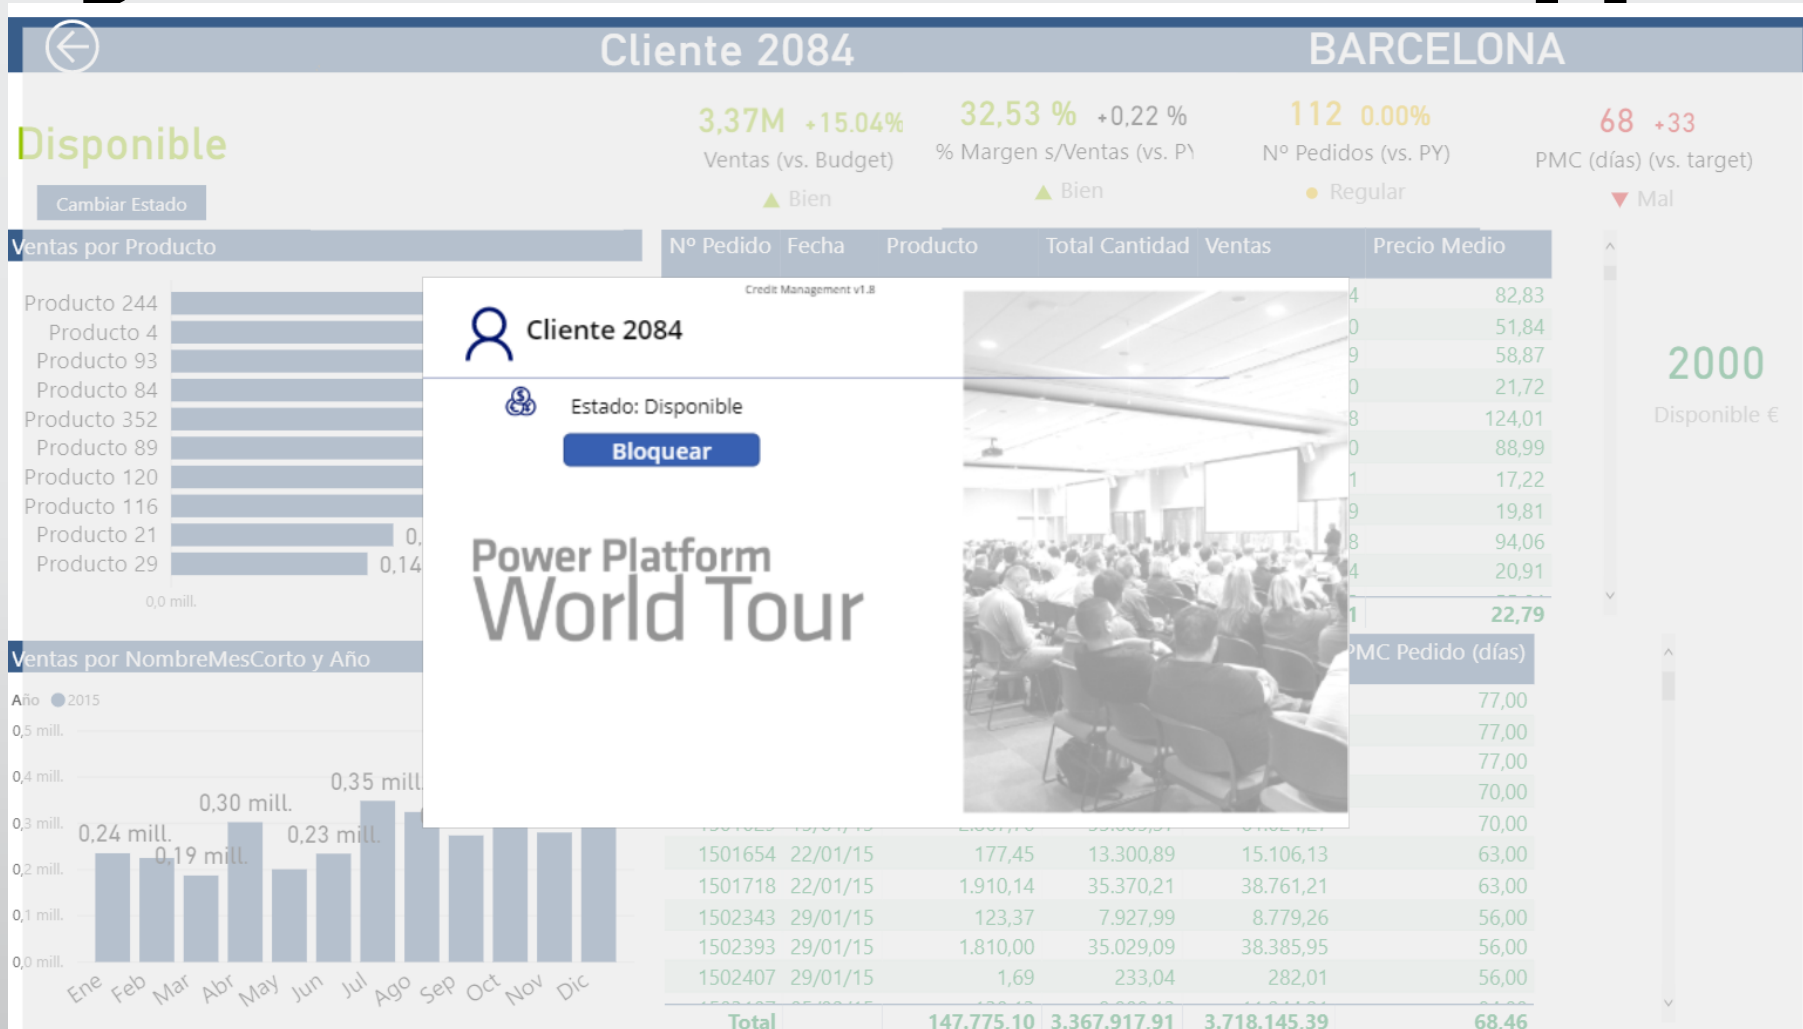 Cliente 2084
BARCELONA
Disponible
Cambiar Estado
3,37M +15.04%
Ventas (vs. Budget)
Bien
32,53 % +0,22 %
% Margen s/Ventas (vs.
Bien
112 0.00%
Nº Pedidos (vs. PY)
Regular
68 +33
PMC (días) (vs. target)
Mal
Ventas por Producto
Producto 244
Producto 4
Producto 93
Producto 84
Producto 352
Producto 89
Producto 120
Producto 116
Producto 21
Producto 29 0,14
0,0 mill.
Nº Pedido Fecha Producto Total Cantidad Ventas Precio Medio
82,83
51,84
58,87
21,72
124,01
88,99
17,22
19,81
94,06
20,91
22,79
2000
Disponible €
Credit Management v1.8
Cliente 2084
Estado: Disponible
Bloquear
Power Platform
World Tour
Ventas por NombreMesCorto y Año
Año 2015
0,5 mill.
0,4 mill.
0,3 mill.
0,2 mill.
0,1 mill.
0,0 mill.
0,24 mill.
0,19 mill.
0,30 mill.
0,23 mill.
0,35 mill.
Ene Feb Mar Abr May Jun Jul Ago Sep Oct Nov Dic
PMC Pedido (días)
77,00
77,00
77,00
70,00
70,00
1501654 22/01/15 177,45 13.300,89 15.106,13 63,00
1501718 22/01/15 1.910,14 35.370,21 38.761,21 63,00
1502343 29/01/15 123,37 7.927,99 8.779,26 56,00
1502393 29/01/15 1.810,00 35.029,09 38.385,95 56,00
1502407 29/01/15 1,69 233,04 282,01 56,00
Total 147.775,10 3.367.917,91 3.718.145,39 68,46